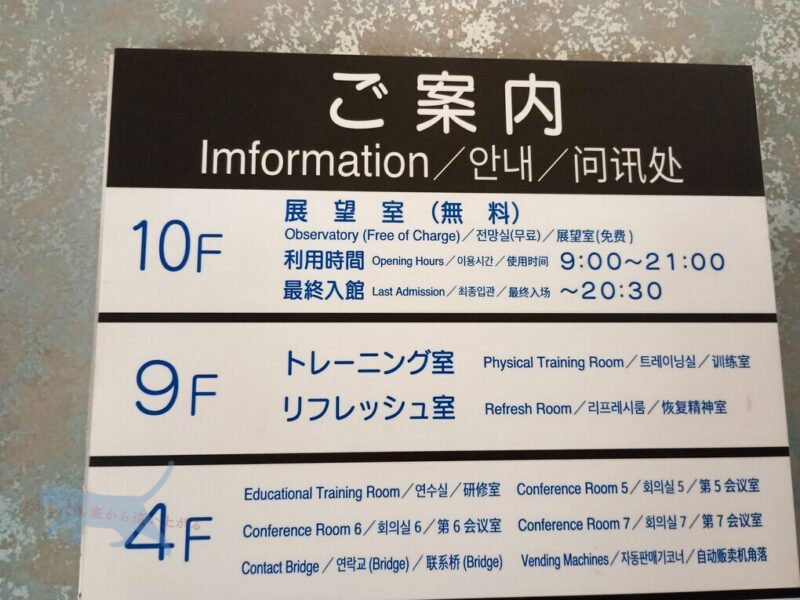 ご案内
Imformation／안내／问讯处
10F
展望室（無料）
Observatory (Free of Charge)／전망실(무료)／展望室(免费)
利用時間 Opening Hours／이용시간／使用时间 9:00～21:00
最終入館 Last Admission／최종입관／最终入场 ～20:30
9F
トレーニング室 Physical Training Room／트레이닝실／训练室
リフレッシュ室 Refresh Room／리프레시룸／恢复精神室
4F
Educational Training Room／연수실／研修室 Conference Room 5／회의실 5／第 5 会议室
Conference Room 6／회의실 6／第 6 会议室 Conference Room 7／회의실 7／第 7 会议室
Contact Bridge／연락교 (Bridge)／联系桥 (Bridge) Vending Machines／자동판매기코너／自动贩卖机角落